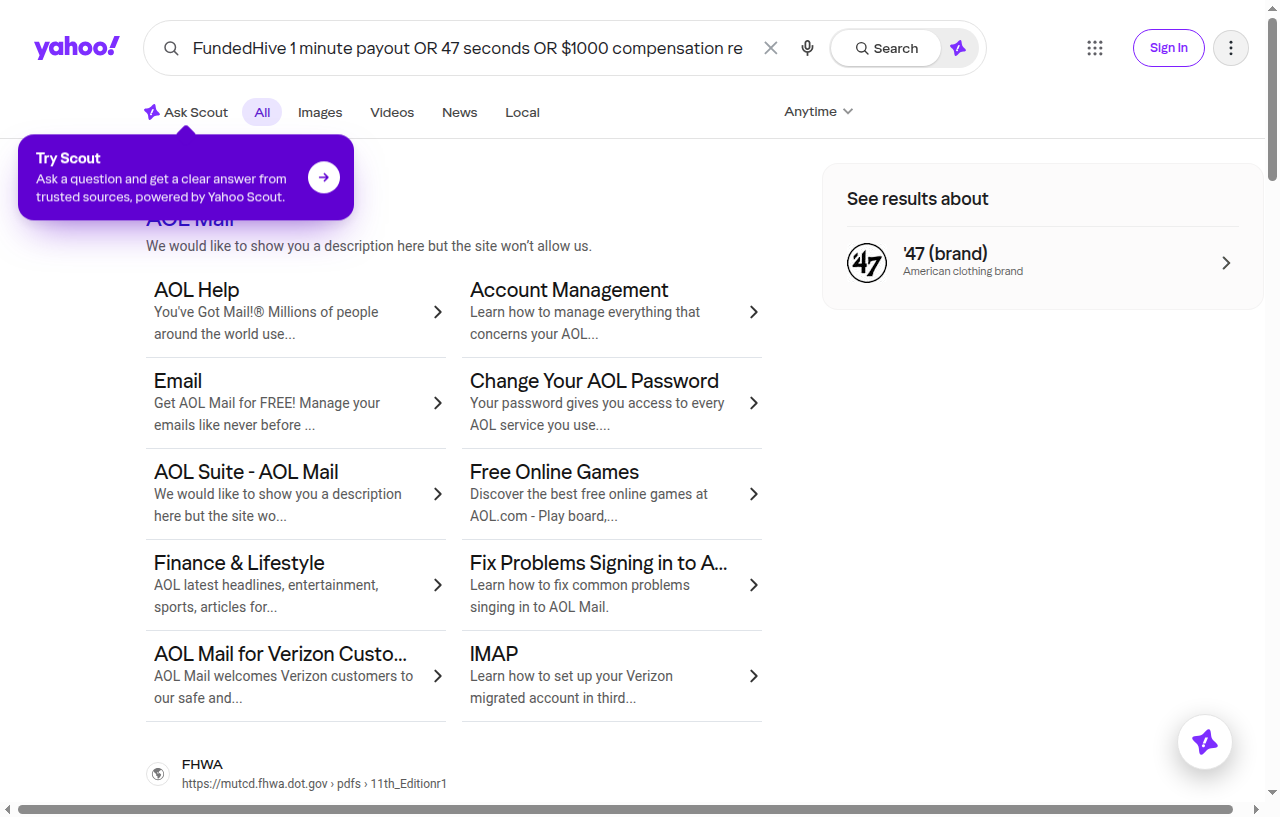 yahoo!
FundedHive 1 minute payout OR 47 seconds OR $1000 compensation re
Search
Sign In
Ask Scout
All
Images
Videos
News
Local
Anytime
Try Scout
Ask a question and get a clear answer from
trusted sources, powered by Yahoo Scout.
AOL Mail
We would like to show you a description here but the site won't allow us.
AOL Help
You've Got Mail!® Millions of people
around the world use...
Account Management
Learn how to manage everything that
concerns your AOL...
Email
Get AOL Mail for FREE! Manage your
emails like never before ...
Change Your AOL Password
Your password gives you access to every
AOL service you use....
AOL Suite - AOL Mail
We would like to show you a description
here but the site wo...
Free Online Games
Discover the best free online games at
AOL.com - Play board,...
Finance & Lifestyle
AOL latest headlines, entertainment,
sports, articles for...
Fix Problems Signing in to A...
Learn how to fix common problems
singing in to AOL Mail.
AOL Mail for Verizon Custo...
AOL Mail welcomes Verizon customers to
our safe and...
IMAP
Learn how to set up your Verizon
migrated account in third...
FHWA
https://mutcd.fhwa.dot.gov › pdfs › 11th_Editionr1
See results about
'47
'47 (brand)
American clothing brand